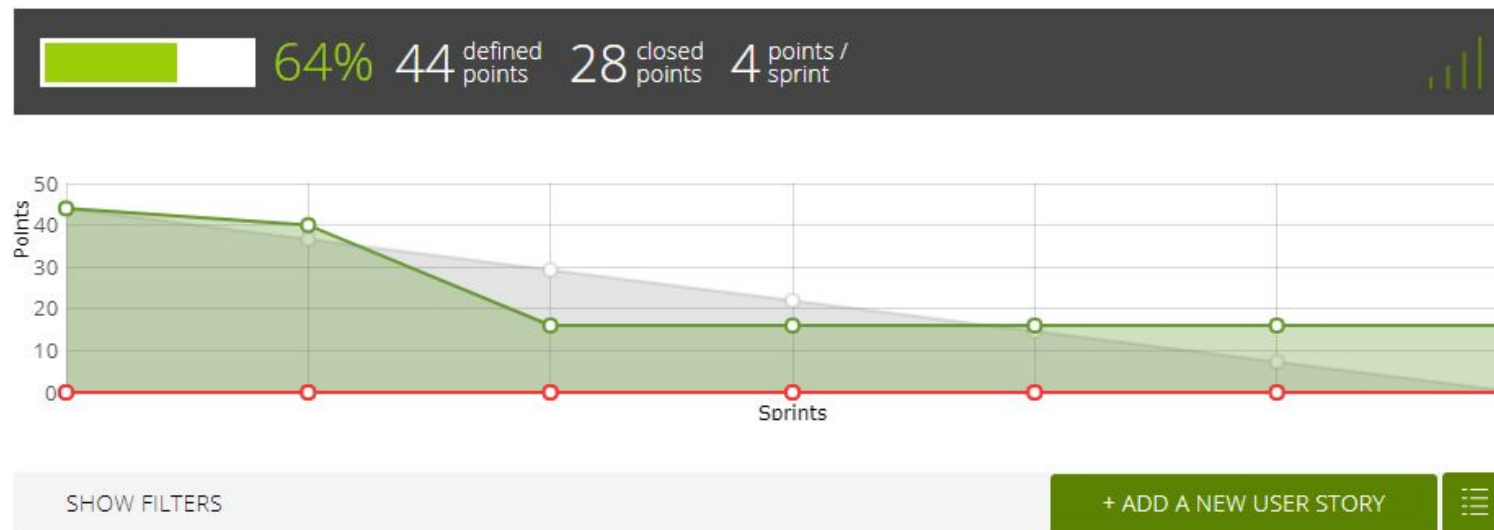 64% 44 defined points 28 closed points 4 points / sprint
50
40
30
20
10
0
Points
Sprints
SHOW FILTERS
+ ADD A NEW USER STORY